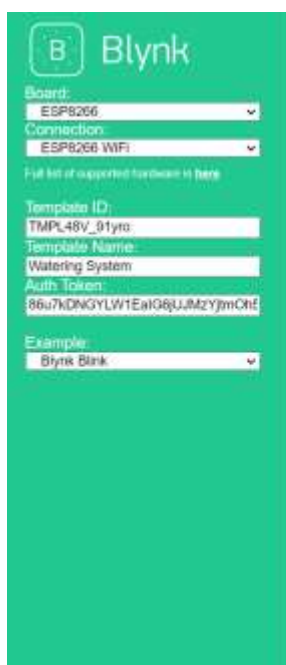 B Blynk
Board:
ESP8266
Connection:
ESP8266 WiFi
Full list of supported hardware is here
Template ID:
TMPL48V_91yro
Template Name:
Watering System
Auth Token:
Example:
Blynk Blink